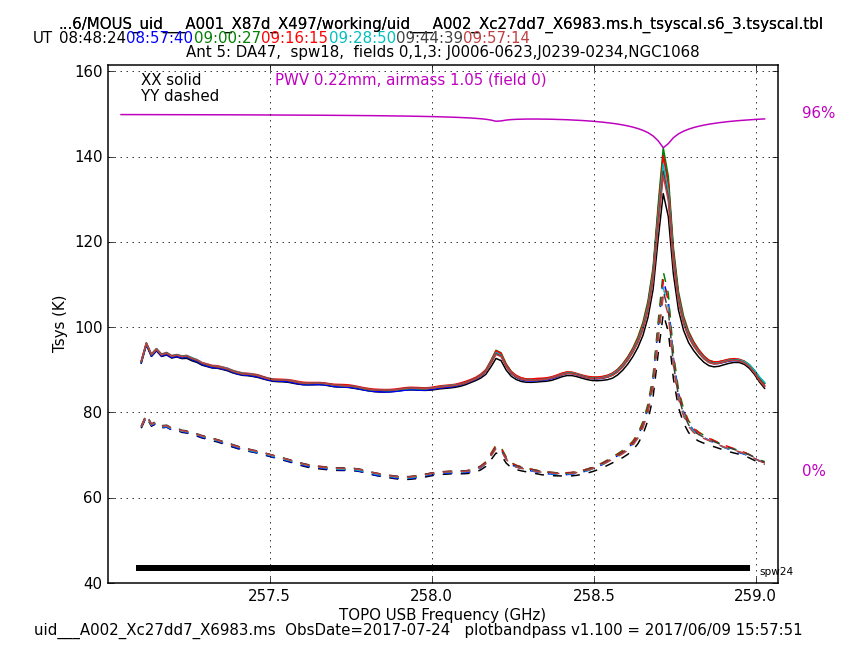 ...6/MOUS_uid___A001_X87d_X497/working/uid___A002_Xc27dd7_X6983.ms.h_tsyscal.s6_3.tsyscal.tbl
UT 08:48:24 08:57:40 09:00:27 09:16:15 09:28:50 09:44:39 09:57:14
Ant 5: DA47, spw18, fields 0,1,3: J0006-0623,J0239-0234,NGC1068
160
XX solid PWV 0.22mm, airmass 1.05 (field 0)
YY dashed
96%
140
120
Tsys (K)
100
80
0%
60
spw24
40
257.5 258.0 258.5 259.0
TOPO USB Frequency (GHz)
uid___A002_Xc27dd7_X6983.ms ObsDate=2017-07-24 plotbandpass v1.100 = 2017/06/09 15:57:51